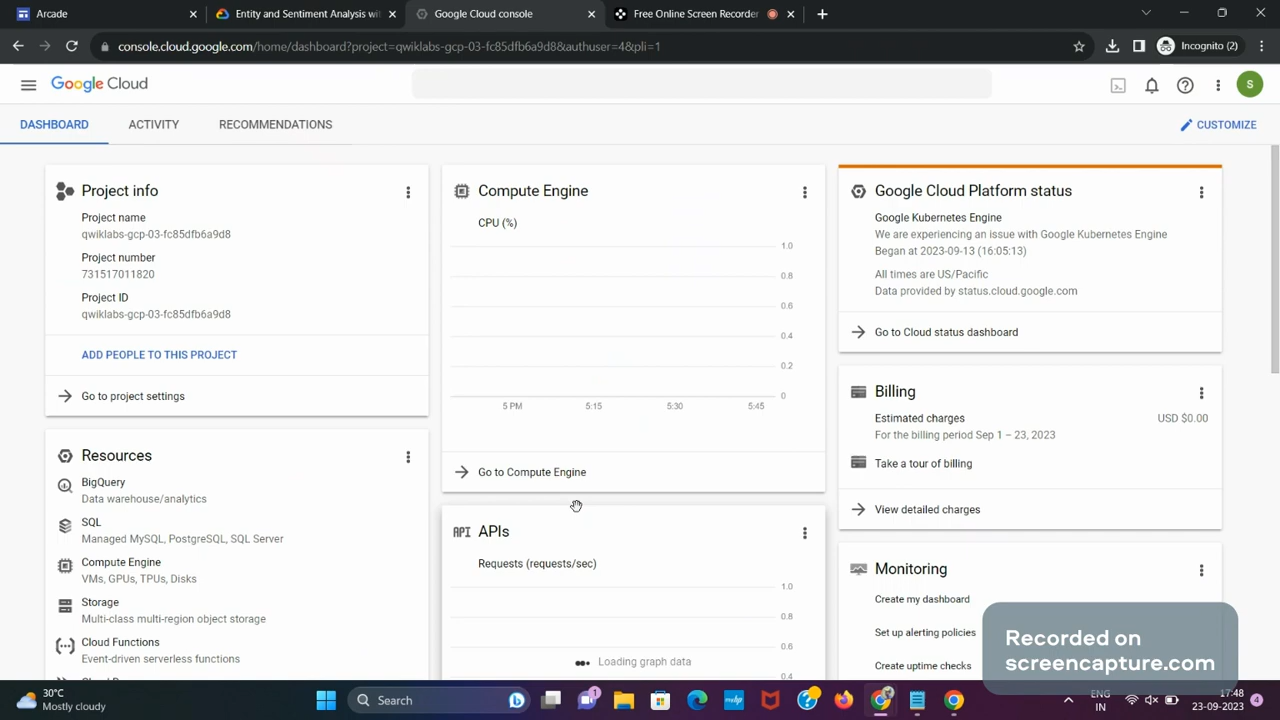 Arcade
Entity and Sentiment Analysis wit
Google Cloud console
Free Online Screen Recorder
console.cloud.google.com/home/dashboard?project=qwiklabs-gcp-03-fc85dfb6a9d8&authuser=4&pli=1
Incognito (2)
Google Cloud
S
DASHBOARD
ACTIVITY
RECOMMENDATIONS
CUSTOMIZE
Project info
Project name
qwiklabs-gcp-03-fc85dfb6a9d8
Project number
731517011820
Project ID
qwiklabs-gcp-03-fc85dfb6a9d8
ADD PEOPLE TO THIS PROJECT
Go to project settings
Resources
BigQuery
Data warehouse/analytics
SQL
Managed MySQL, PostgreSQL, SQL Server
Compute Engine
VMs, GPUs, TPUs, Disks
Storage
Multi-class multi-region object storage
Cloud Functions
Event-driven serverless functions
Compute Engine
CPU (%)
1.0
0.8
0.6
0.4
0.2
0
5 PM
5:15
5:30
5:45
Go to Compute Engine
API
APIs
Requests (requests/sec)
1.0
0.8
0.6
Loading graph data
0.4
Google Cloud Platform status
Google Kubernetes Engine
We are experiencing an issue with Google Kubernetes Engine
Began at 2023-09-13 (16:05:13)
All times are US/Pacific
Data provided by status.cloud.google.com
Go to Cloud status dashboard
Billing
Estimated charges
USD $0.00
For the billing period Sep 1 – 23, 2023
Take a tour of billing
View detailed charges
Monitoring
Create my dashboard
Set up alerting policies
Create uptime checks
Recorded on
screencapture.com
30°C
Mostly cloudy
Search
1
ENG
IN
17:48
23-09-2023
4